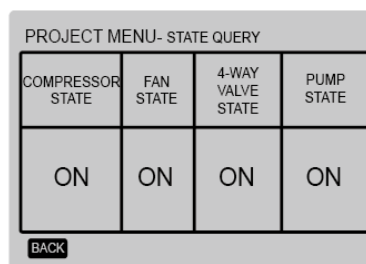 PROJECT MENU- STATE QUERY
COMPRESSOR STATE
FAN STATE
4-WAY VALVE STATE
PUMP STATE
ON
ON
ON
ON
BACK